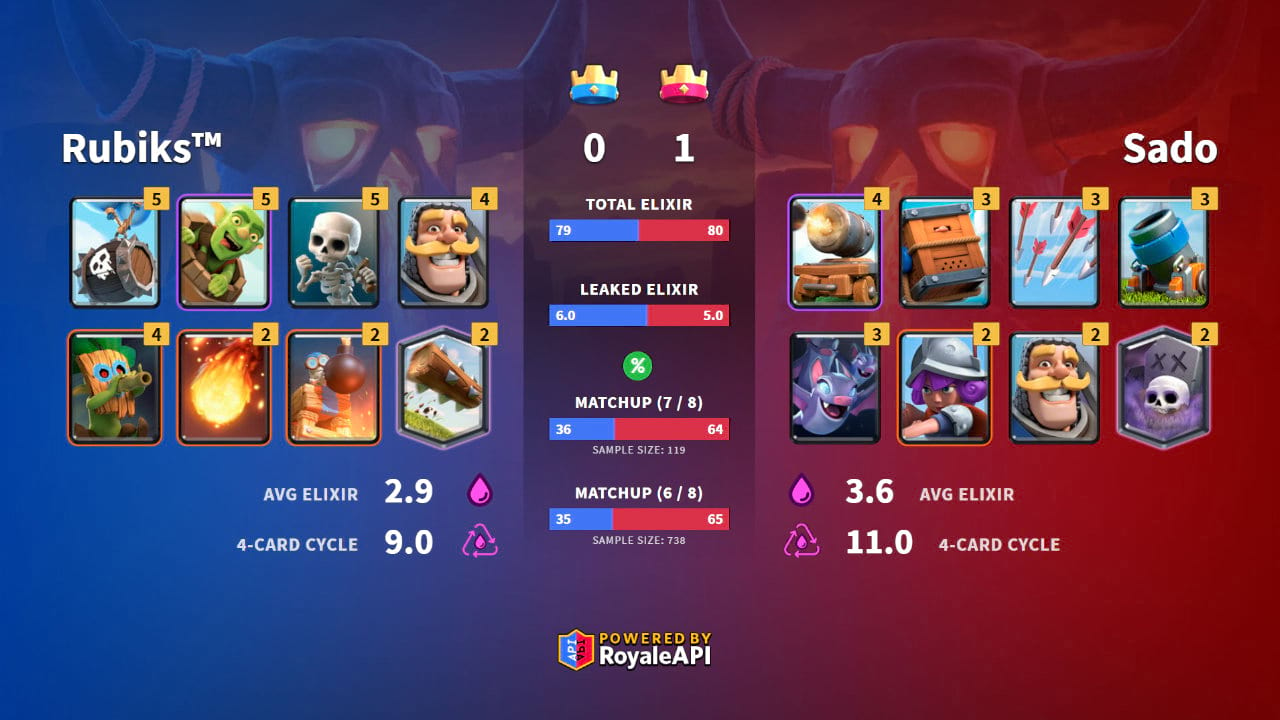 0 1
Rubiks™
Sado
5 5 5 4
4 2 2 2
TOTAL ELIXIR
79 80
LEAKED ELIXIR
6.0 5.0
%
MATCHUP (7 / 8)
36 64
SAMPLE SIZE: 119
MATCHUP (6 / 8)
35 65
SAMPLE SIZE: 738
4 3 3 3
3 2 2 2
AVG ELIXIR 2.9
4-CARD CYCLE 9.0
3.6 AVG ELIXIR
11.0 4-CARD CYCLE
API API
POWERED BY
RoyaleAPI